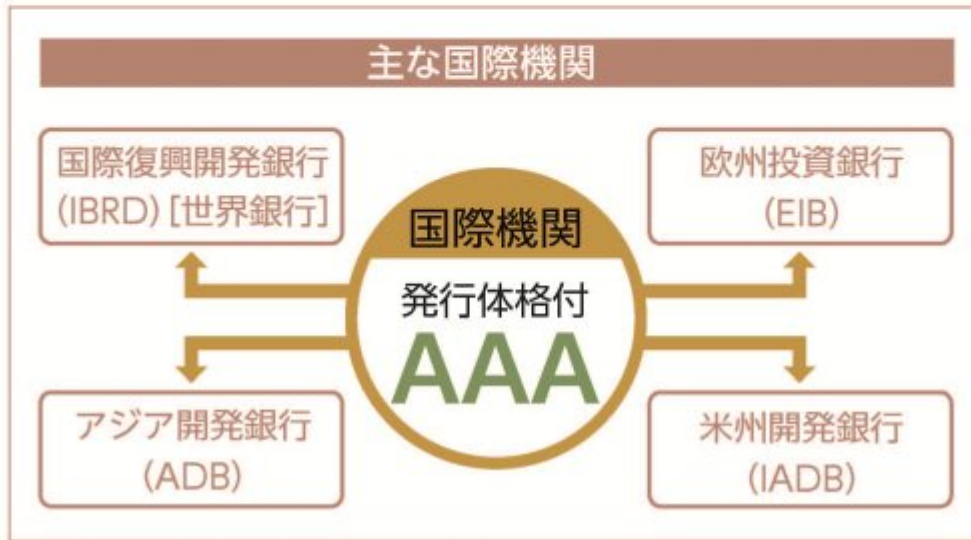 主な国際機関
国際復興開発銀行
(IBRD) [世界銀行]
欧州投資銀行
(EIB)
国際機関
発行体格付
AAA
アジア開発銀行
(ADB)
米州開発銀行
(IADB)